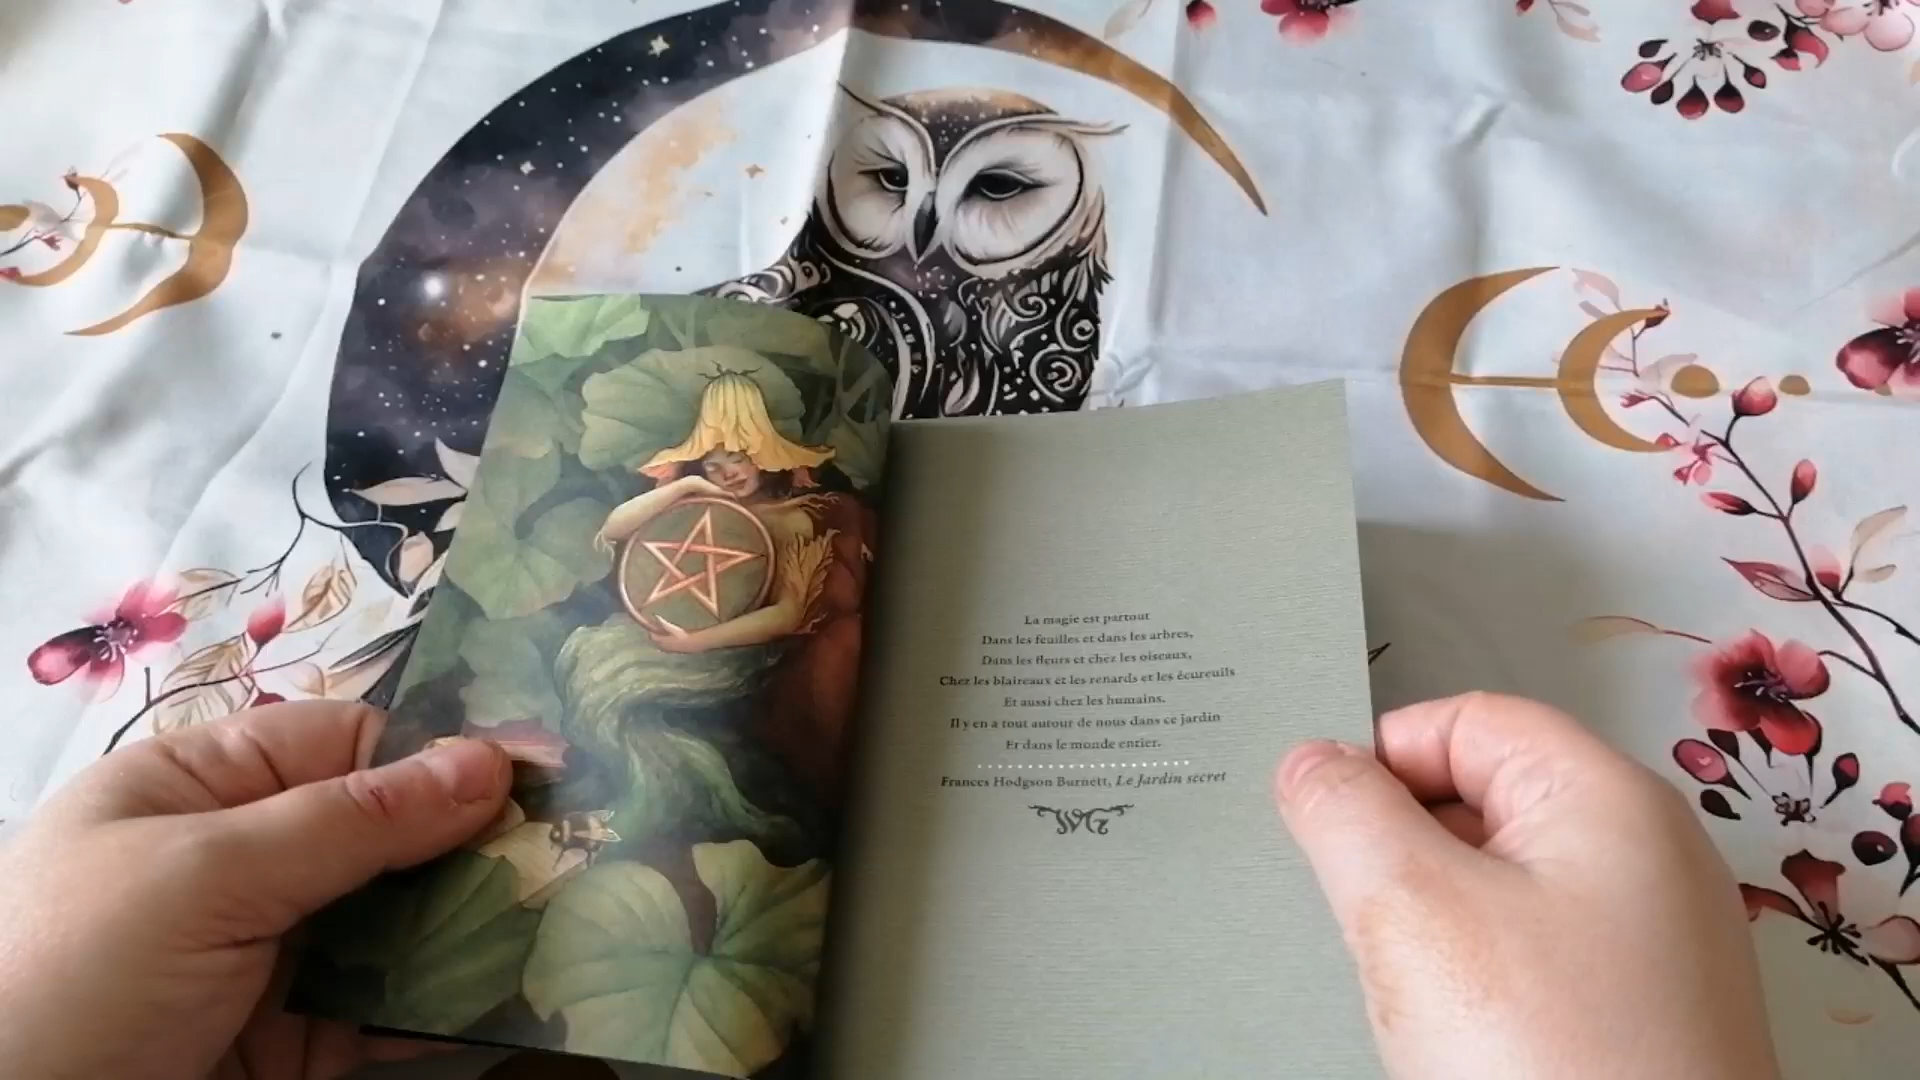 La magie est partout
Dans les feuilles et dans les arbres,
Dans les fleurs et chez les oiseaux,
Chez les blaireaux et les renards et les écureuils
Et aussi chez les humains.
Il y en a tout autour de nous dans ce jardin
Et dans le monde entier.
Frances Hodgson Burnett, Le Jardin secret